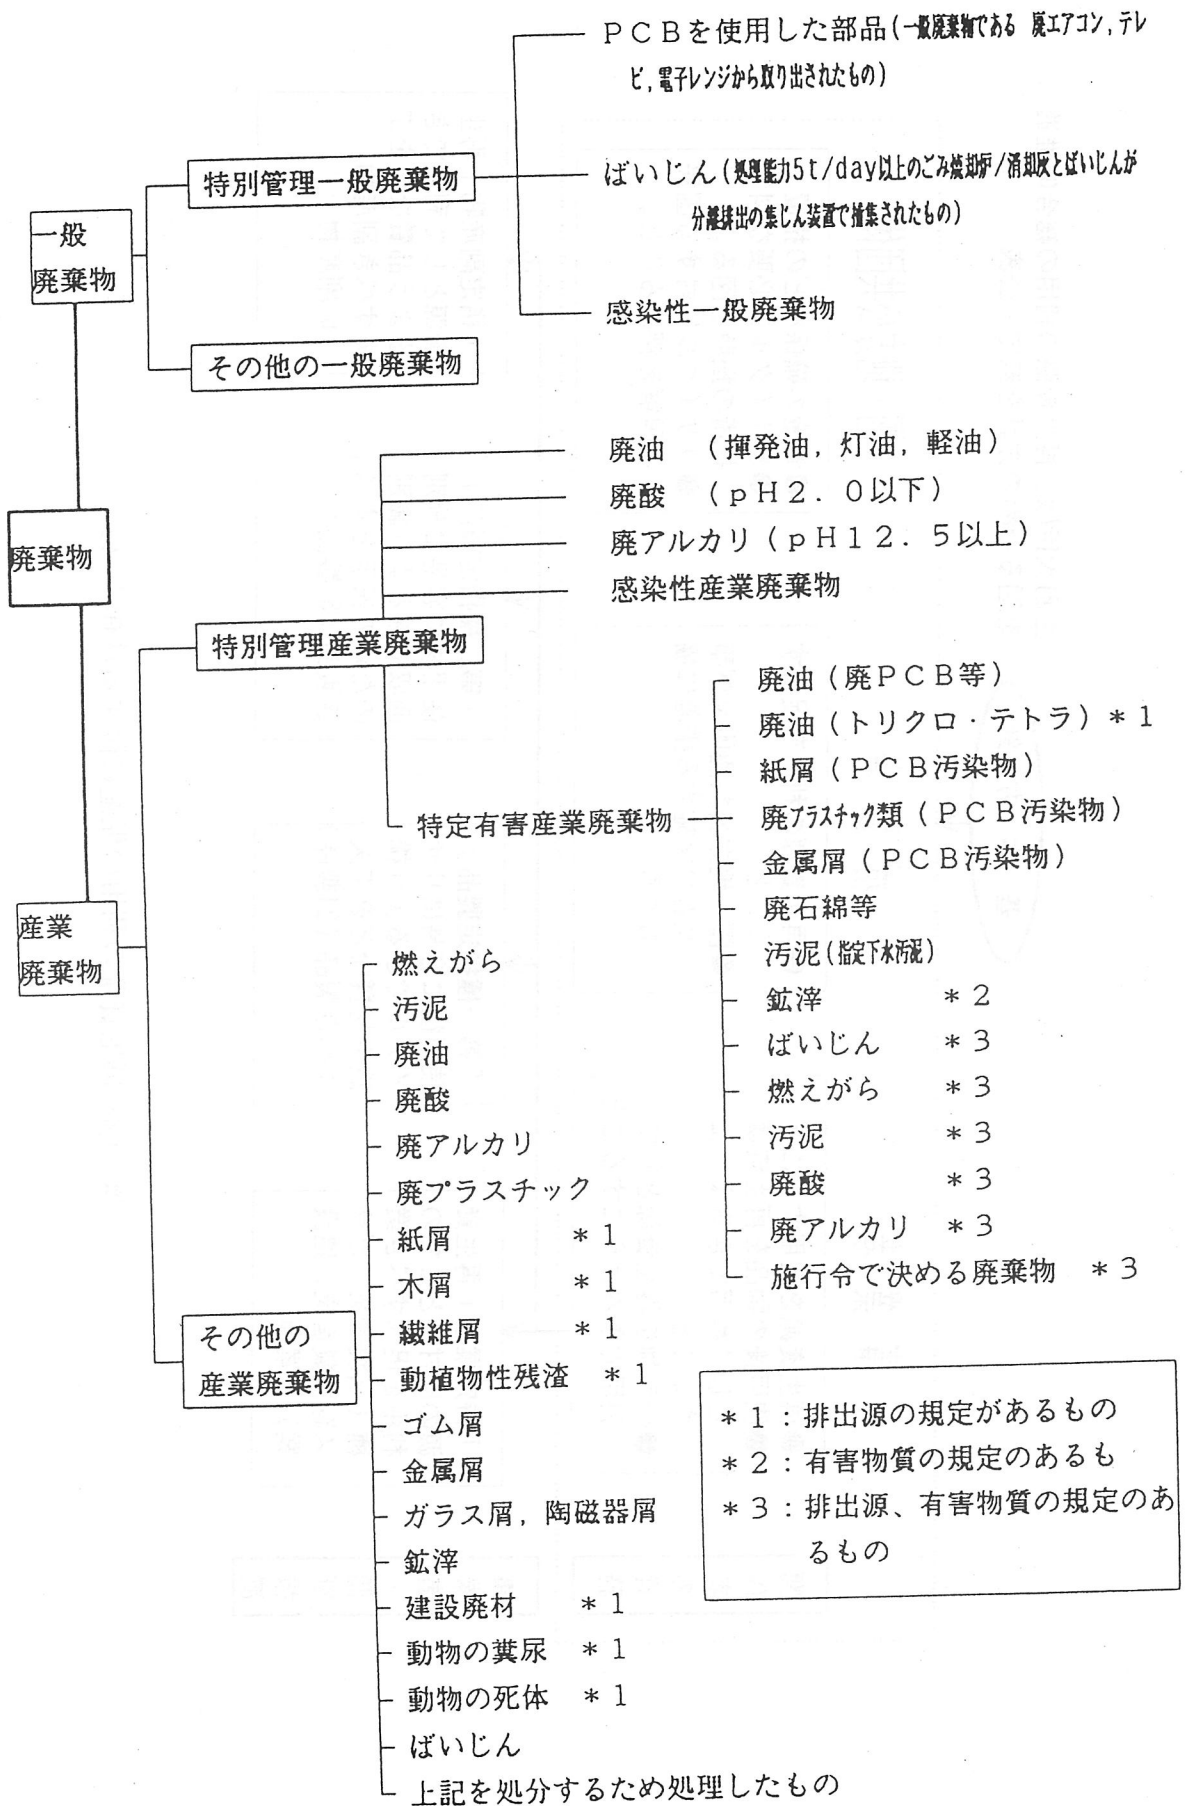 PCBを使用した部品(一般廃棄物である 廃エアコン,テレ
ビ,電子レンジから取り出されたもの)
特別管理一般廃棄物
ばいじん(処理能力5t/day以上のごみ焼却炉/消却灰とばいじんが
分離排出の集じん装置で捕集されたもの)
一般
廃棄物
感染性一般廃棄物
その他の一般廃棄物
廃油 (揮発油,灯油,軽油)
廃酸 (pH2.0以下)
廃アルカリ(pH12.5以上)
感染性産業廃棄物
廃棄物
特別管理産業廃棄物
廃油(廃PCB等)
廃油(トリクロ・テトラ)*1
紙屑(PCB汚染物)
廃プラスチック類(PCB汚染物)
金属屑(PCB汚染物)
廃石綿等
汚泥(指定下水汚泥)
鉱滓 *2
ばいじん *3
燃えがら *3
汚泥 *3
廃酸 *3
廃アルカリ *3
施行令で決める廃棄物 *3
特定有害産業廃棄物
産業
廃棄物
燃えがら
汚泥
廃油
廃酸
廃アルカリ
廃プラスチック
紙屑 *1
木屑 *1
繊維屑 *1
動植物性残渣 *1
ゴム屑
金属屑
ガラス屑,陶磁器屑
鉱滓
建設廃材 *1
動物の糞尿 *1
動物の死体 *1
ばいじん
上記を処分するため処理したもの
その他の
産業廃棄物
*1:排出源の規定があるもの
*2:有害物質の規定のあるも
*3:排出源、有害物質の規定のあ
るもの